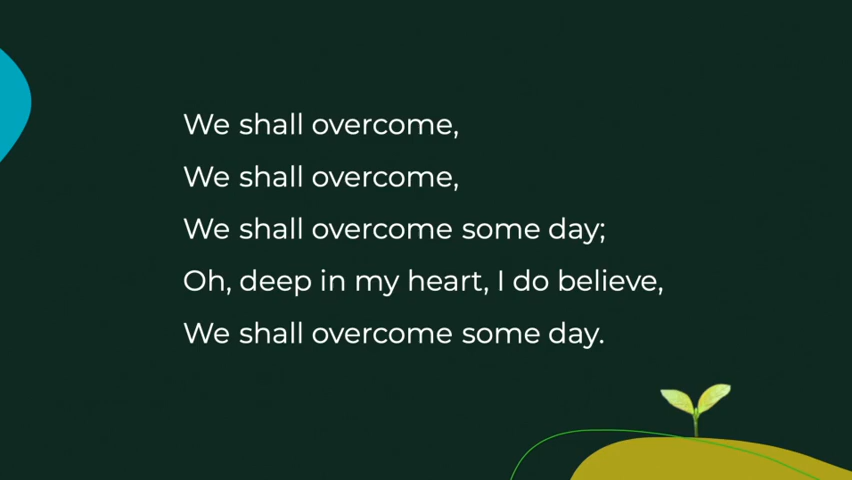 We shall overcome,
We shall overcome,
We shall overcome some day;
Oh, deep in my heart, I do believe,
We shall overcome some day.